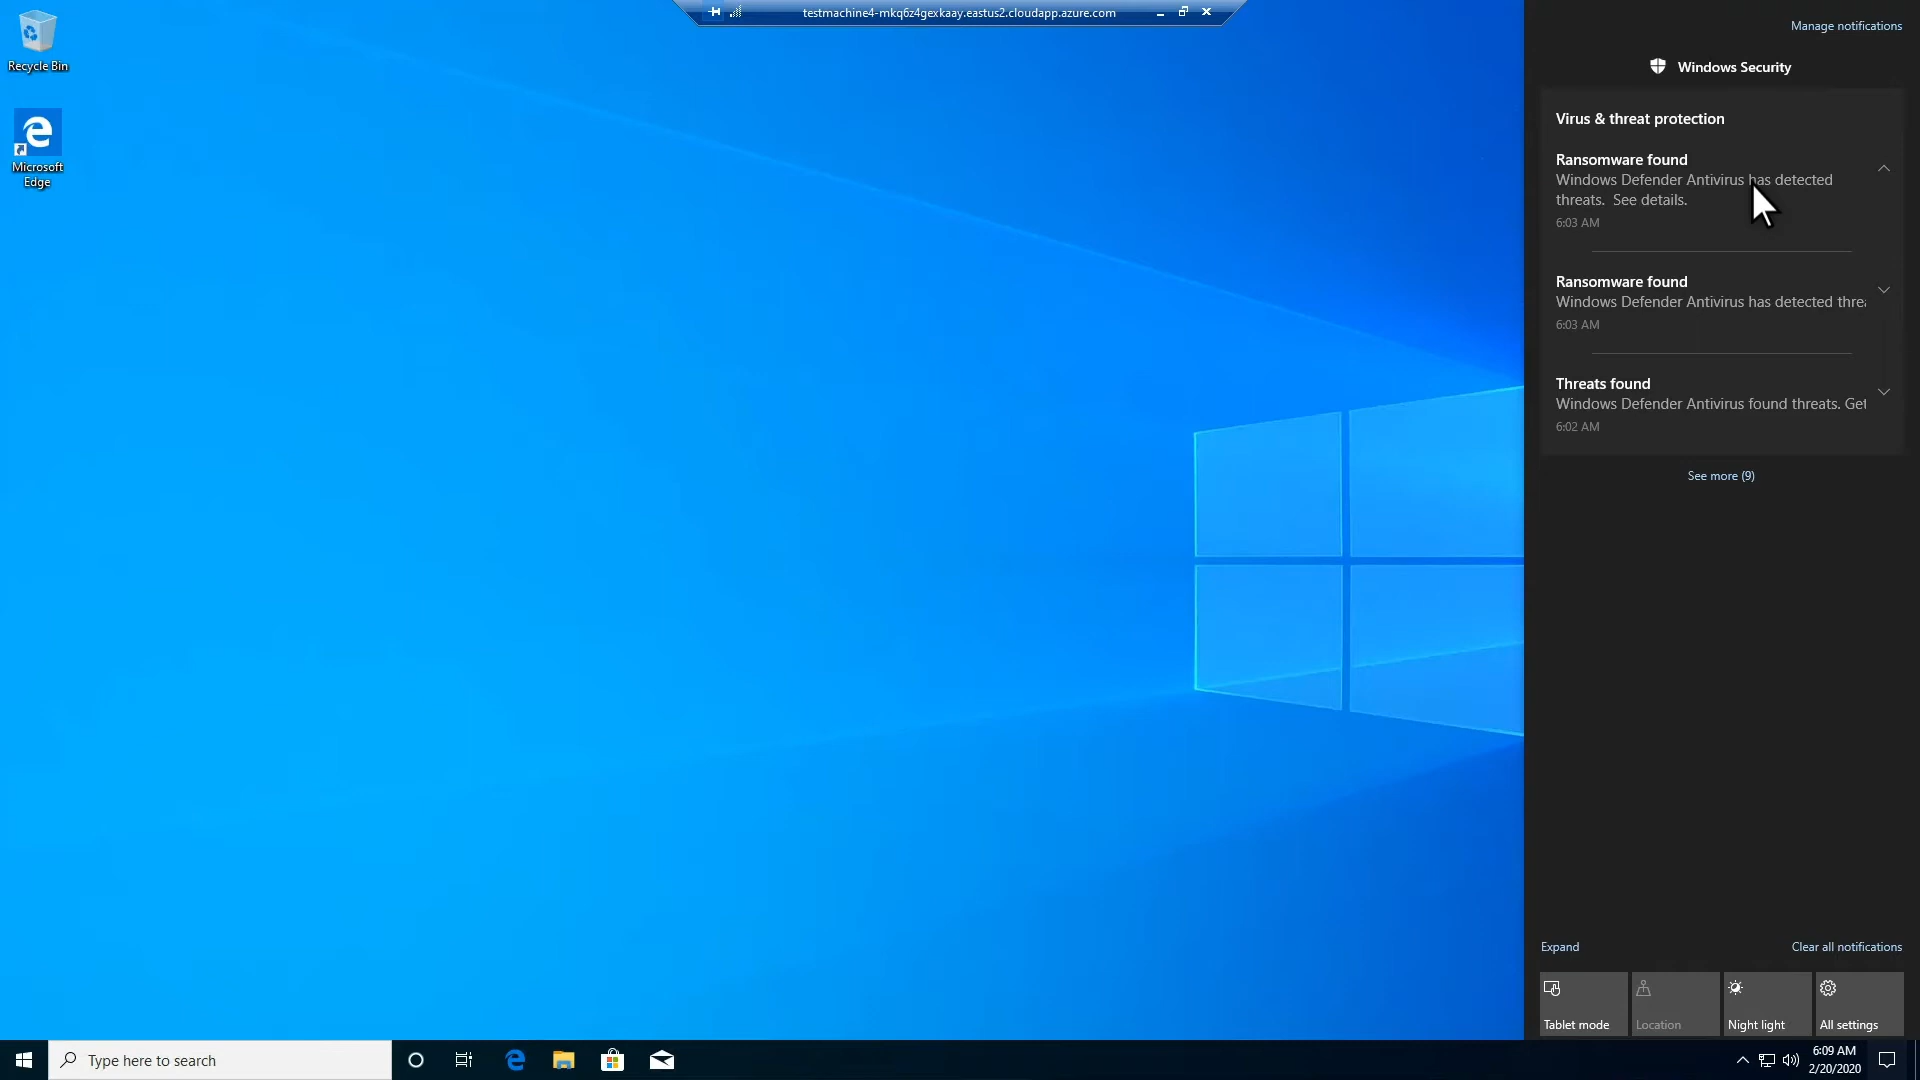 testmachine4-mkq6z4gexkaay.eastus2.cloudapp.azure.com
Recycle Bin
Microsoft
Edge
Manage notifications
Windows Security
Virus & threat protection
Ransomware found
Windows Defender Antivirus has detected
threats.  See details.
6:03 AM
Ransomware found
Windows Defender Antivirus has detected
6:03 AM
Threats found
Windows Defender Antivirus found threats. Get
6:02 AM
See more (9)
Expand
Clear all notifications
Tablet mode
Location
Night light
All settings
Type here to search
6:09 AM
2/20/2020